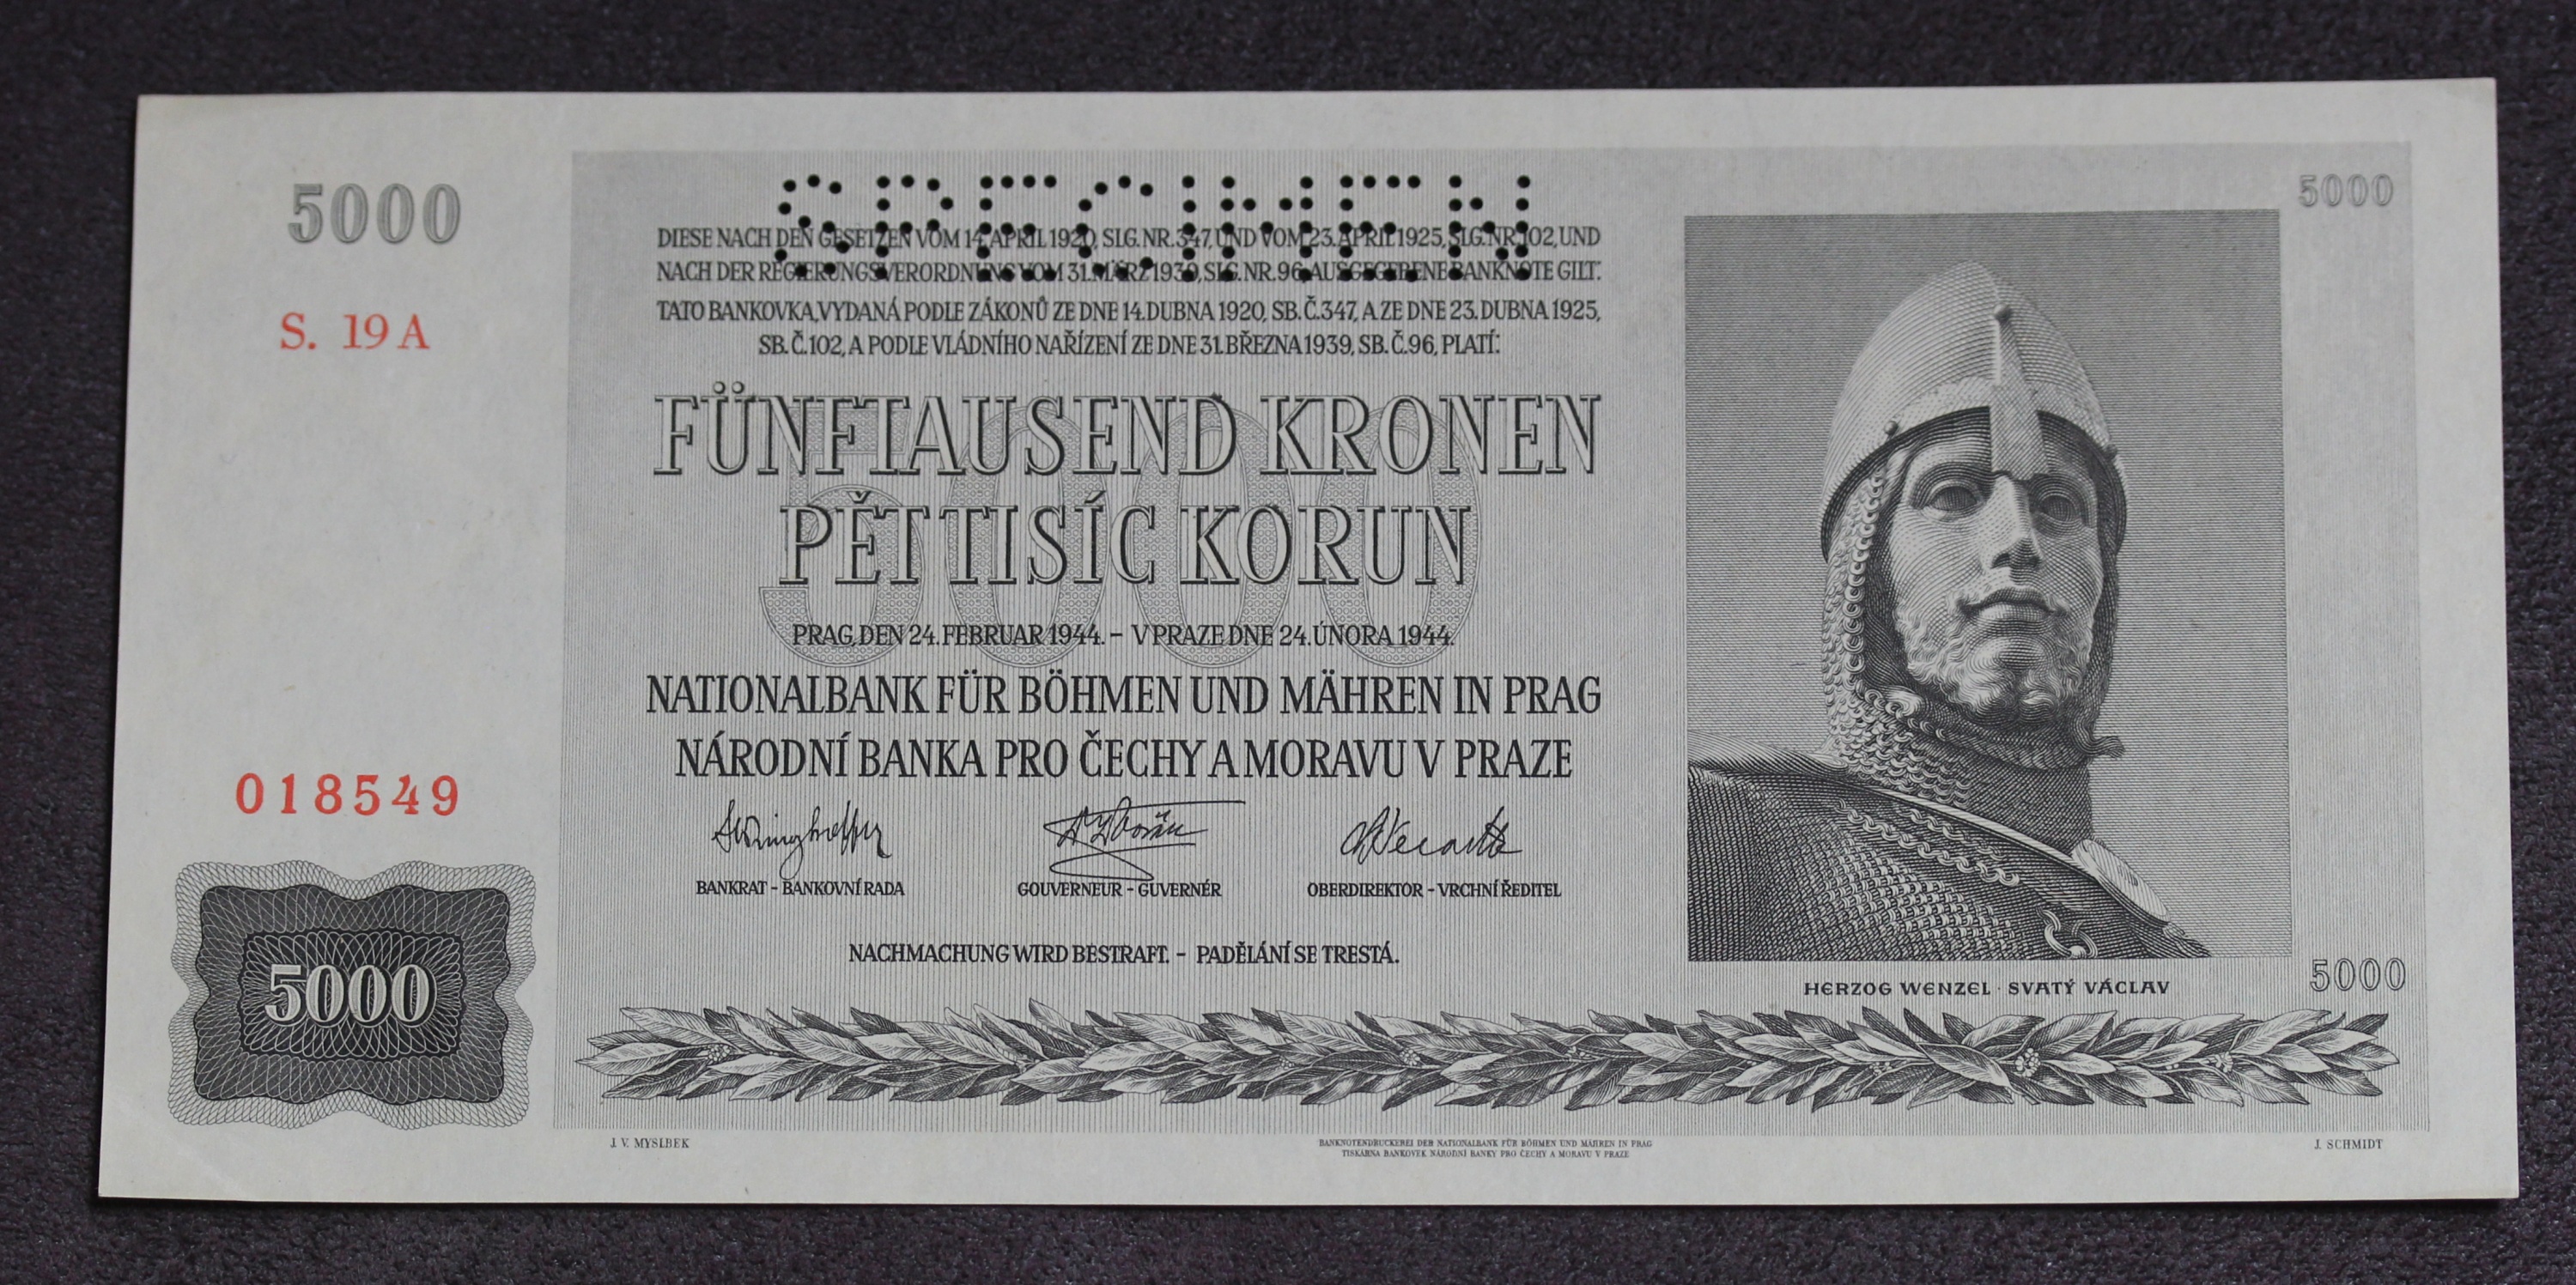 SPECIMEN
5000
5000
DIESE NACH DEN GESETZEN VOM 14. APRIL 1920, SLG. NR. 347, UND VOM 23. APRIL 1925, SLG. NR. 102, UND
NACH DER REGIERUNGSVERORDNUNG VOM 31. MÄRZ 1939, SLG. NR. 96, AUSGEGEBENE BANKNOTE GILT:
TATO BANKOVKA, VYDANÁ PODLE ZÁKONŮ ZE DNE 14. DUBNA 1920, SB. Č. 347, A ZE DNE 23. DUBNA 1925,
SB. Č. 102, A PODLE VLÁDNÍHO NAŘÍZENÍ ZE DNE 31. BŘEZNA 1939, SB. Č. 96, PLATÍ:
S. 19 A
FÜNFTAUSEND KRONEN
PĚT TISÍC KORUN
5000
PRAG, DEN 24. FEBRUAR 1944. – V PRAZE DNE 24. ÚNORA 1944.
NATIONALBANK FÜR BÖHMEN UND MÄHREN IN PRAG
NÁRODNÍ BANKA PRO ČECHY A MORAVU V PRAZE
018549
BANKRAT – BANKOVNÍ RADA
GOUVERNEUR – GUVERNÉR
OBERDIREKTOR – VRCHNÍ ŘEDITEL
NACHMACHUNG WIRD BESTRAFT. – PADĚLÁNÍ SE TRESTÁ.
5000
HERZOG WENZEL · SVATÝ VÁCLAV
5000
J. V. MYSLBEK
BANKNOTENDRUCKEREI DER NATIONALBANK FÜR BÖHMEN UND MÄHREN IN PRAG
TISKÁRNA BANKOVEK NÁRODNÍ BANKY PRO ČECHY A MORAVU V PRAZE
J. SCHMIDT